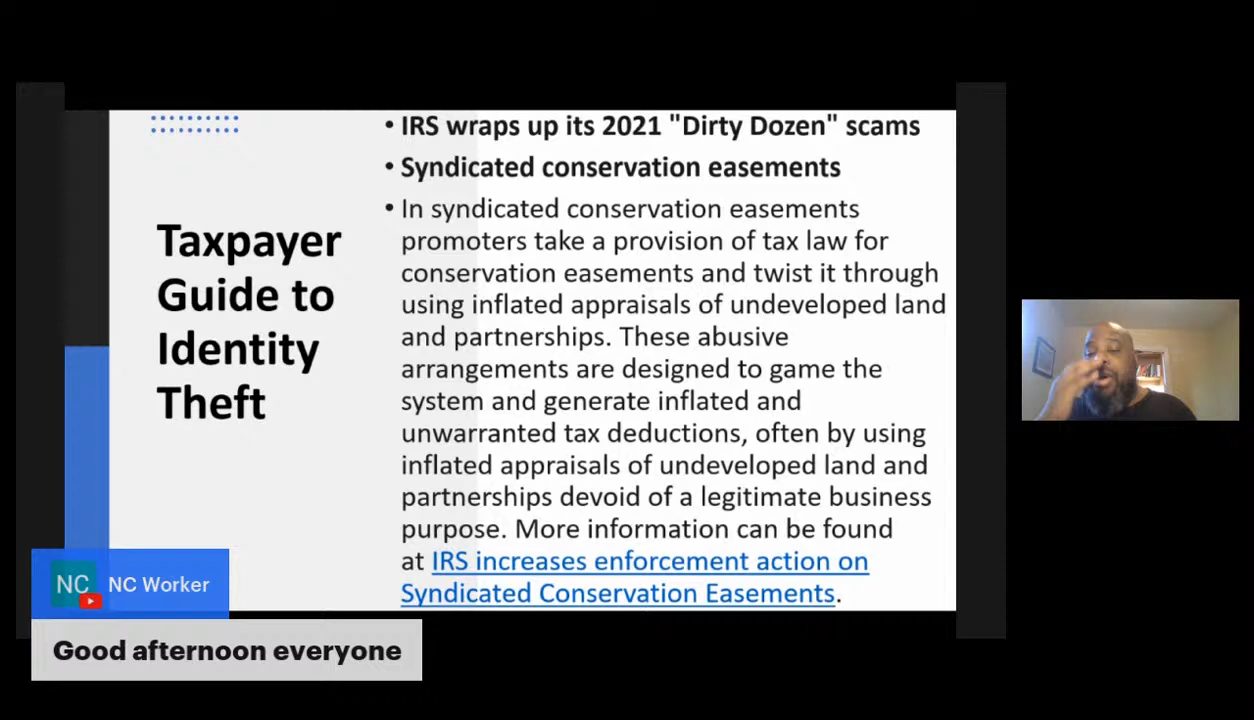 Taxpayer
Guide to
Identity
Theft
• IRS wraps up its 2021 "Dirty Dozen" scams
• Syndicated conservation easements
• In syndicated conservation easements
promoters take a provision of tax law for
conservation easements and twist it through
using inflated appraisals of undeveloped land
and partnerships. These abusive
arrangements are designed to game the
system and generate inflated and
unwarranted tax deductions, often by using
inflated appraisals of undeveloped land and
partnerships devoid of a legitimate business
purpose. More information can be found
at IRS increases enforcement action on
Syndicated Conservation Easements.
NC NC Worker
Good afternoon everyone